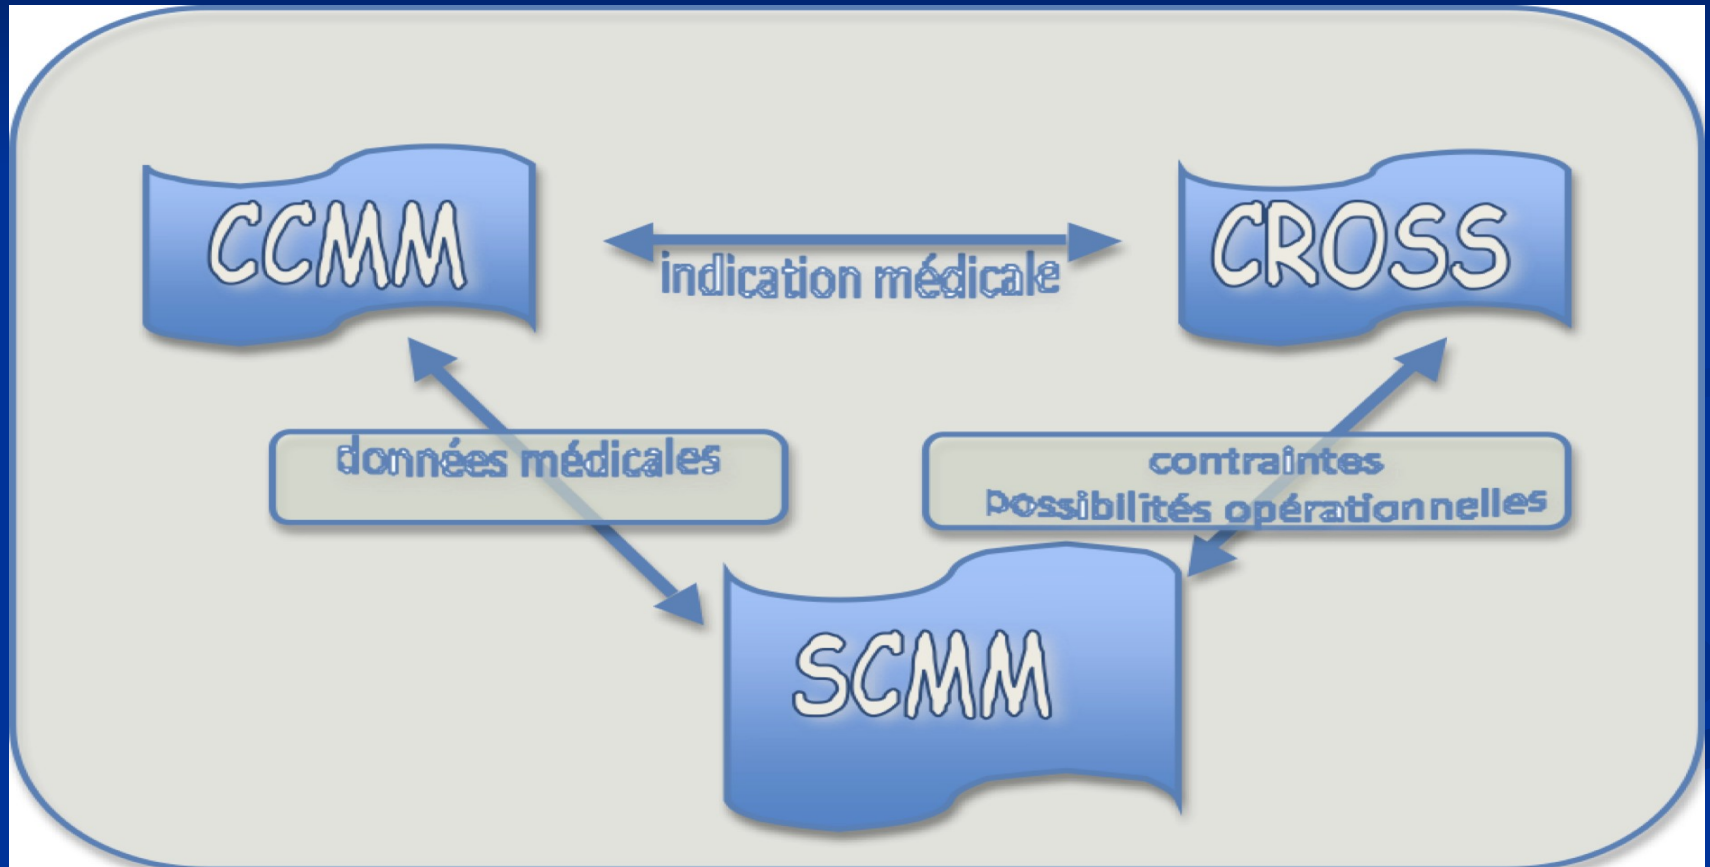 CCMM
indication médicale
CROSS
données médicales
contraintes
possibilités opérationnelles
SCMM